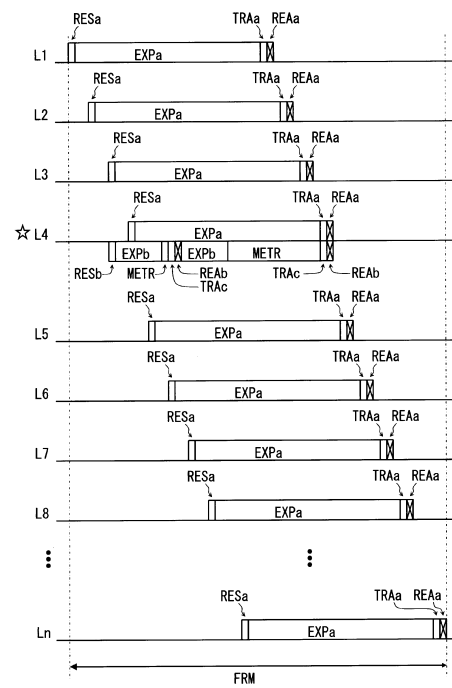 RESa TRAa REAa
L1 EXPa
RESa TRAa REAa
L2 EXPa
RESa TRAa REAa
L3 EXPa
RESa TRAa REAa
☆ L4 EXPa
EXPb EXPb METR
RESb METR REAb TRAc REAb
TRAc
RESa TRAa REAa
L5 EXPa
RESa TRAa REAa
L6 EXPa
RESa TRAa REAa
L7 EXPa
RESa TRAa REAa
L8 EXPa
RESa TRAa REAa
Ln EXPa
FRM